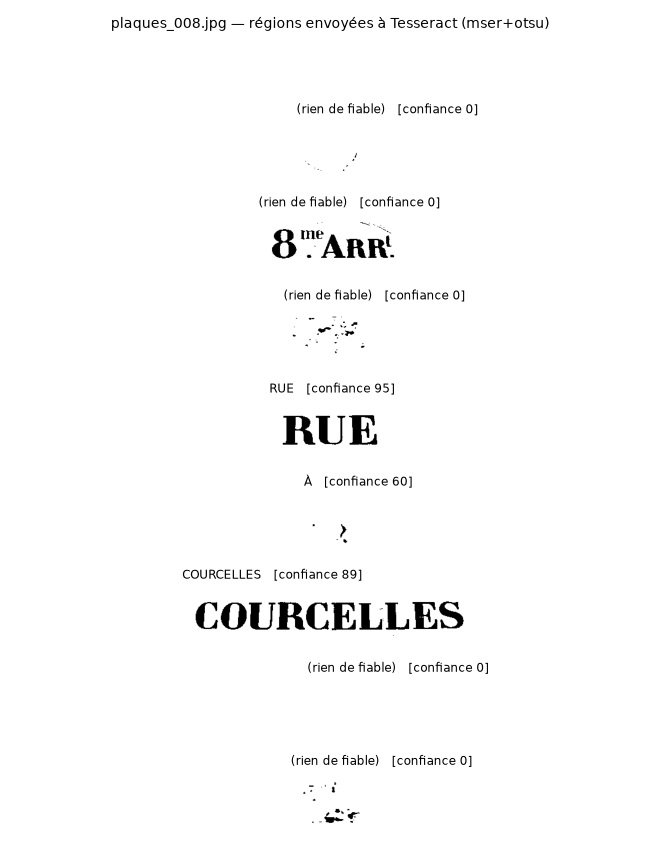 plaques_008.jpg — régions envoyées à Tesseract (mser+otsu)
(rien de fiable) [confiance 0]
(rien de fiable) [confiance 0]
8me. ARRt.
(rien de fiable) [confiance 0]
RUE [confiance 95]
RUE
À [confiance 60]
COURCELLES [confiance 89]
COURCELLES
(rien de fiable) [confiance 0]
(rien de fiable) [confiance 0]